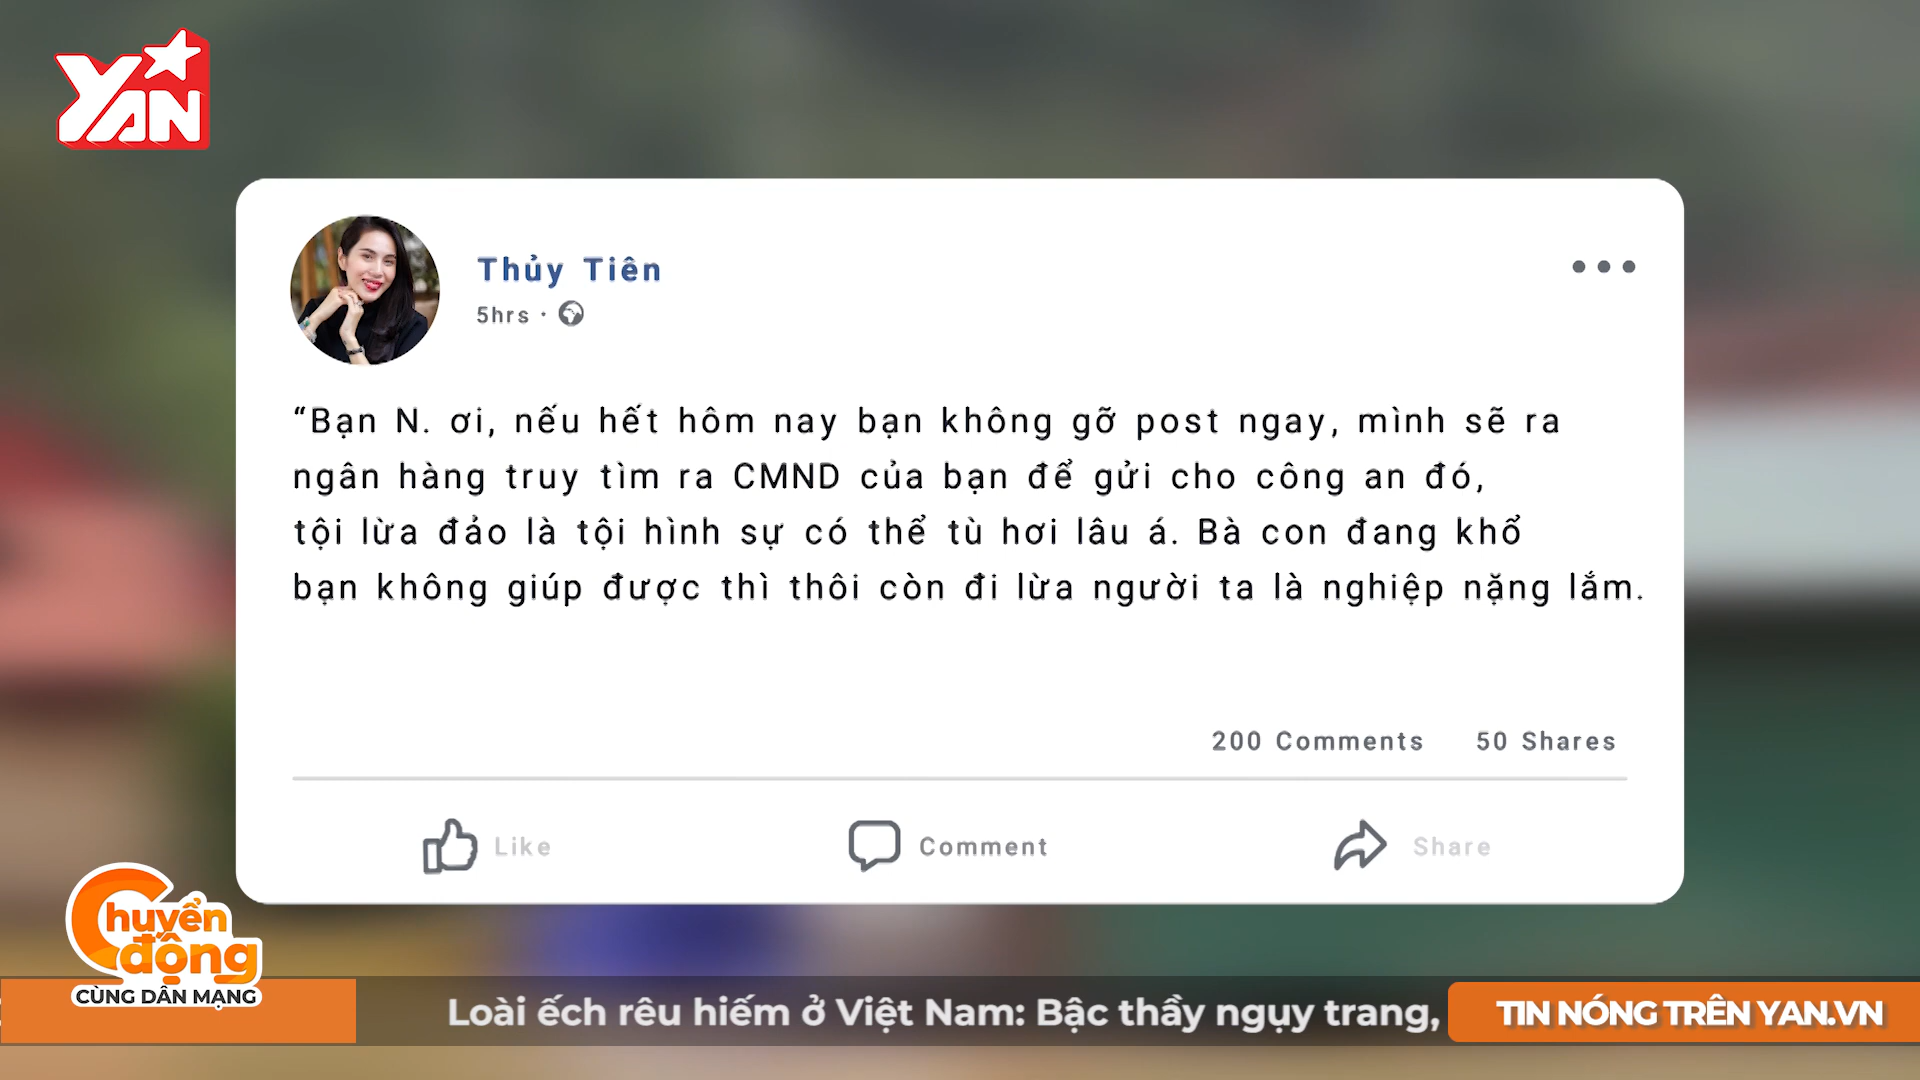 YAN
Thủy Tiên
5hrs ·
“Bạn N. ơi, nếu hết hôm nay bạn không gỡ post ngay, mình sẽ ra
ngân hàng truy tìm ra CMND của bạn để gửi cho công an đó,
tội lừa đảo là tội hình sự có thể tù hơi lâu á. Bà con đang khổ
bạn không giúp được thì thôi còn đi lừa người ta là nghiệp nặng lắm.
200 Comments 50 Shares
Like Comment Share
Chuyển
động
CÙNG DÂN MẠNG
Loài ếch rêu hiếm ở Việt Nam: Bậc thầy ngụy trang,
TIN NÓNG TRÊN YAN.VN